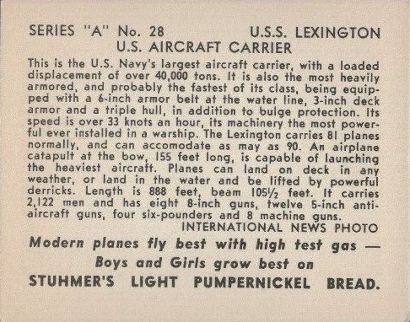 SERIES "A" No. 28 U.S.S. LEXINGTON
U.S. AIRCRAFT CARRIER
This is the U.S. Navy's largest aircraft carrier, with a loaded
displacement of over 40,000 tons. It is also the most heavily
armored, and probably the fastest of its class, being equip-
ped with a 6-inch armor belt at the water line, 3-inch deck
armor and a triple hull, in addition to bulge protection. Its
speed is over 33 knots an hour, its machinery the most power-
ful ever installed in a warship. The Lexington carries 81 planes
normally, and can accomodate as may as 90. An airplane
catapult at the bow, 155 feet long, is capable of launching
the heaviest aircraft. Planes can land on deck in any
weather, or land in the water and be lifted by powerful
derricks. Length is 888 feet, beam 105½ feet. It carries
2,122 men and has eight 8-inch guns, twelve 5-inch anti-
aircraft guns, four six-pounders and 8 machine guns.
INTERNATIONAL NEWS PHOTO
Modern planes fly best with high test gas —
Boys and Girls grow best on
STUHMER'S LIGHT PUMPERNICKEL BREAD.